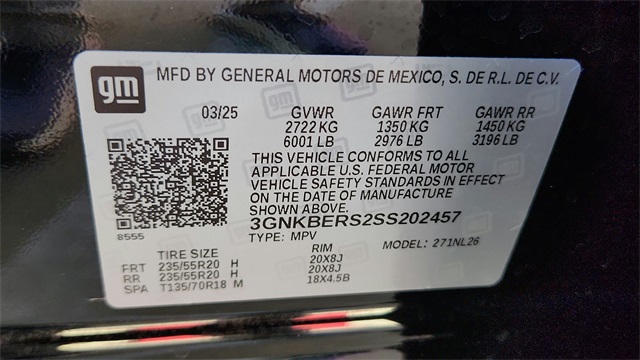 gm
MFD BY GENERAL MOTORS DE MEXICO, S. DE R.L. DE C.V.
03/25 GVWR GAWR FRT GAWR RR
2722 KG 1350 KG 1450 KG
6001 LB 2976 LB 3196 LB
THIS VEHICLE CONFORMS TO ALL
APPLICABLE U.S. FEDERAL MOTOR
VEHICLE SAFETY STANDARDS IN EFFECT
ON THE DATE OF MANUFACTURE
SHOWN ABOVE.
3GNKBERS2SS202457
8555
TYPE: MPV MODEL: 271NL26
TIRE SIZE RIM
FRT 235/55R20 H 20X8J
RR 235/55R20 H 20X8J
SPA T135/70R18 M 18X4.5B